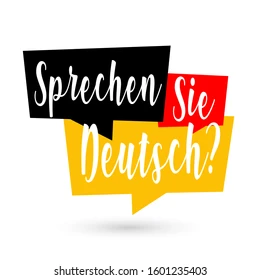 Sprechen
Sie
Deutsch?
shutterstock.com · 1601235403